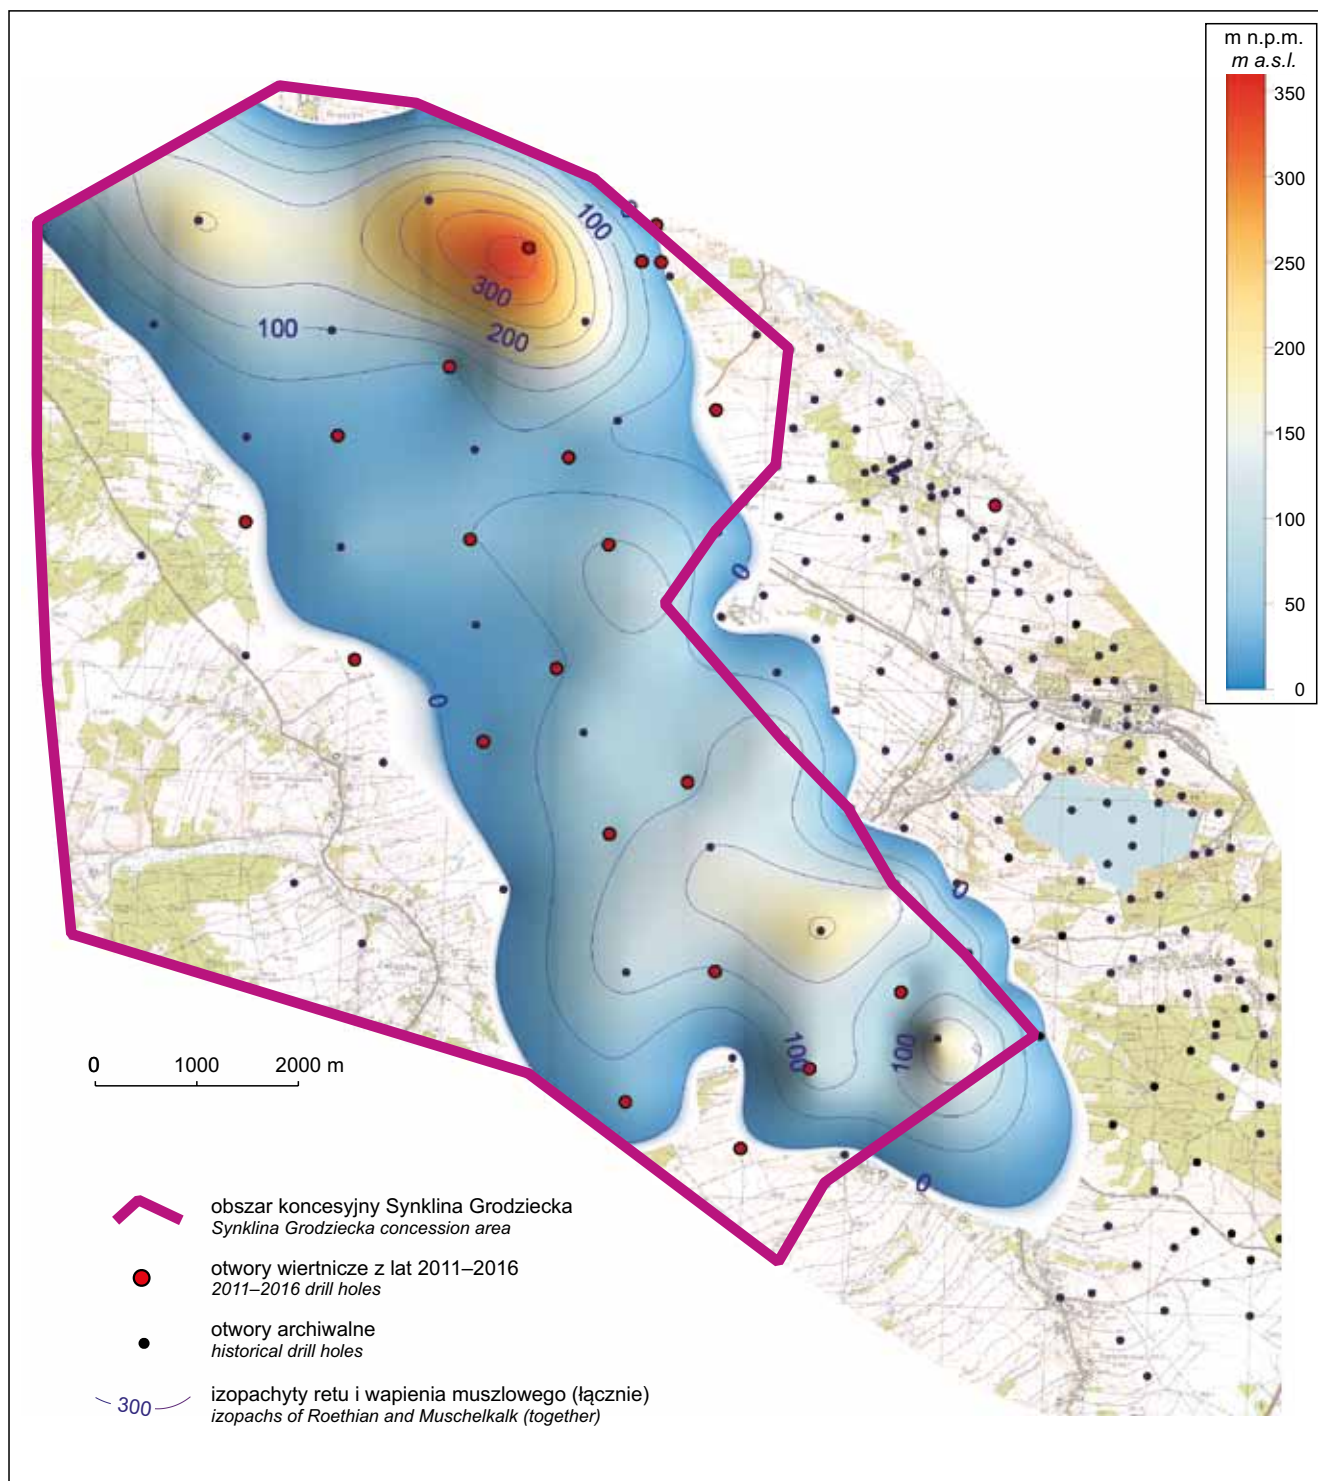 m n.p.m.
m a.s.l.
350
300
250
200
150
100
50
0
0
100
300
200
100
0
0
0
100
100
0
0 1000 2000 m
obszar koncesyjny Synklina Grodziecka
Synklina Grodziecka concession area
otwory wiertnicze z lat 2011–2016
2011–2016 drill holes
otwory archiwalne
historical drill holes
300
izopachyty retu i wapienia muszlowego (łącznie)
izopachs of Roethian and Muschelkalk (together)